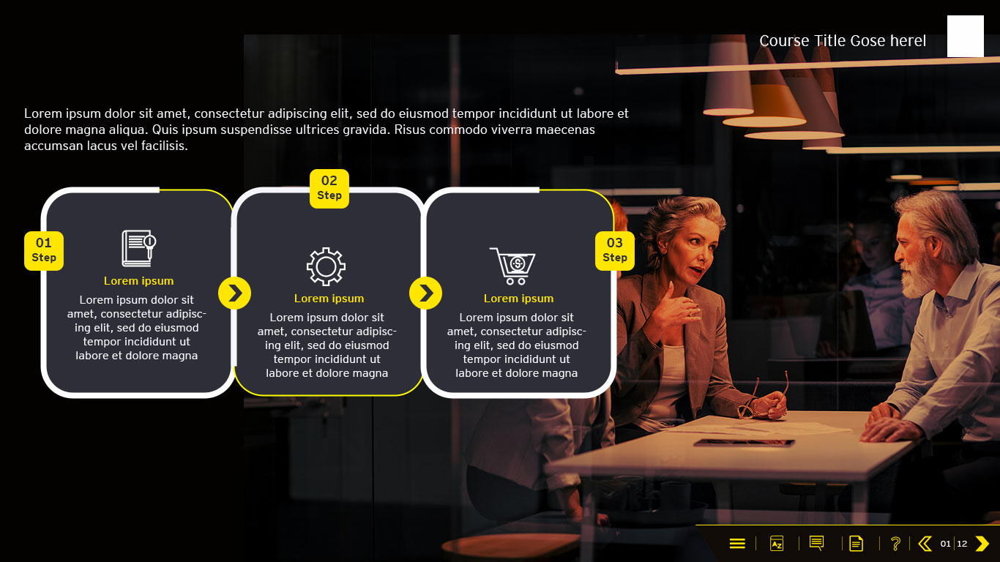 Course Title Gose herel
Lorem ipsum dolor sit amet, consectetur adipiscing elit, sed do eiusmod tempor incididunt ut labore et
dolore magna aliqua. Quis ipsum suspendisse ultrices gravida. Risus commodo viverra maecenas
accumsan lacus vel facilisis.
01
Step
Lorem ipsum
Lorem ipsum dolor sit
amet, consectetur adipisc-
ing elit, sed do eiusmod
tempor incididunt ut
labore et dolore magna
02
Step
Lorem ipsum
Lorem ipsum dolor sit
amet, consectetur adipisc-
ing elit, sed do eiusmod
tempor incididunt ut
labore et dolore magna
03
Step
Lorem ipsum
Lorem ipsum dolor sit
amet, consectetur adipisc-
ing elit, sed do eiusmod
tempor incididunt ut
labore et dolore magna
AZ
?
01 12